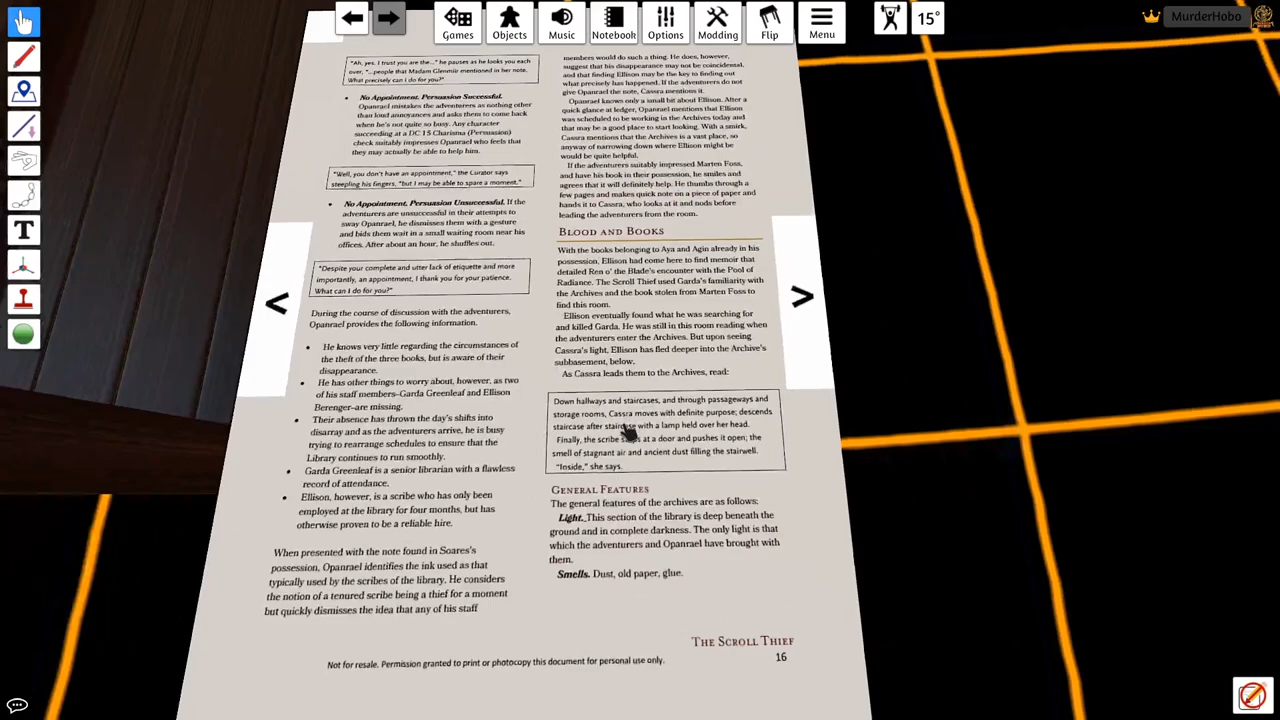 Games
Objects
Music
Notebook
Options
Modding
Flip
Menu
15°
MurderHobo
T
"Ah, yes. I trust you are the..." he pauses as he looks you each
over, "...people that Madam Glenmiir mentioned in her note.
What precisely can I do for you?"
• No Appointment, Persuasion Successful.
Opanrael mistakes the adventurers as nothing other
than loud annoyances and asks them to come back
when he's not quite so busy. Any character
succeeding at a DC 15 Charisma (Persuasion)
check suitably impresses Opanrael who feels that
they may actually be able to help him.
"Well, you don't have an appointment," the Curator says
steepling his fingers, "but I may be able to spare a moment."
• No Appointment, Persuasion Unsuccessful. If the
adventurers are unsuccessful in their attempts to
sway Opanrael, he dismisses them with a gesture
and bids them wait in a small waiting room near his
offices. After about an hour, he shuffles out.
"Despite your complete and utter lack of etiquette and more
importantly, an appointment, I thank you for your patience.
What can I do for you?"
During the course of discussion with the adventurers,
Opanrael provides the following information.
• He knows very little regarding the circumstances of
the theft of the three books, but is aware of their
disappearance.
• He has other things to worry about, however, as two
of his staff members–Garda Greenleaf and Ellison
Berenger–are missing.
• Their absence has thrown the day's shifts into
disarray and as the adventurers arrive, he is busy
trying to rearrange schedules to ensure that the
Library continues to run smoothly.
• Garda Greenleaf is a senior librarian with a flawless
record of attendance.
• Ellison, however, is a scribe who has only been
employed at the library for four months, but has
otherwise proven to be a reliable hire.
When presented with the note found in Soares's
possession, Opanrael identifies the ink used as that
typically used by the scribes of the library. He considers
the notion of a tenured scribe being a thief for a moment
but quickly dismisses the idea that any of his staff
members would do such a thing. He does, however,
suggest that his disappearance may not be coincidental,
and that finding Ellison may be the key to finding out
what precisely has happened. If the adventurers do not
give Opanrael the note, Cassra mentions it.
Opanrael known only a small bit about Ellison. After a
quick glance at ledger, Opanrael mentions that Ellison
was scheduled to be working in the Archives today and
that may be a good place to start looking. With a smirk,
Cassra mentions that the Archives is a vast place, so
anyway of narrowing down where Ellison might be
would be quite helpful.
If the adventurers suitably impressed Marten Foss,
and have his book in their possession, he smiles and
agrees that it will definitely help. He thumbs through a
few pages and makes quick note on a piece of paper and
hands it to Cassra, who looks at it and nods before
leading the adventurers from the room.
BLOOD AND BOOKS
With the books belonging to Aya and Agin already in his
possession, Ellison had come here to find memoir that
detailed Ren o' the Blade's encounter with the Pool of
Radiance. The Scroll Thief used Garda's familiarity with
the Archives and the book stolen from Marten Foss to
find this room.
Ellison eventually found what he was searching for
and killed Garda. He was still in this room reading when
the adventurers enter the Archives. But upon seeing
Cassra's light, Ellison has fled deeper into the Archive's
subbasement, below.
As Cassra leads them to the Archives, read:
Down hallways and staircases, and through passageways and
storage rooms, Cassra moves with definite purpose; descends
staircase after staircase with a lamp held over her head.
Finally, the scribe at a door and pushes it open; the
smell of stagnant air and ancient dust filling the stairwell.
"Inside," she says.
GENERAL FEATURES
The general features of the archives are as follows:
Light. This section of the library is deep beneath the
ground and in complete darkness. The only light is that
which the adventurers and Opanrael have brought with
them.
Smells. Dust, old paper, glue.
THE SCROLL THIEF
Not for resale. Permission granted to print or photocopy this document for personal use only.
16